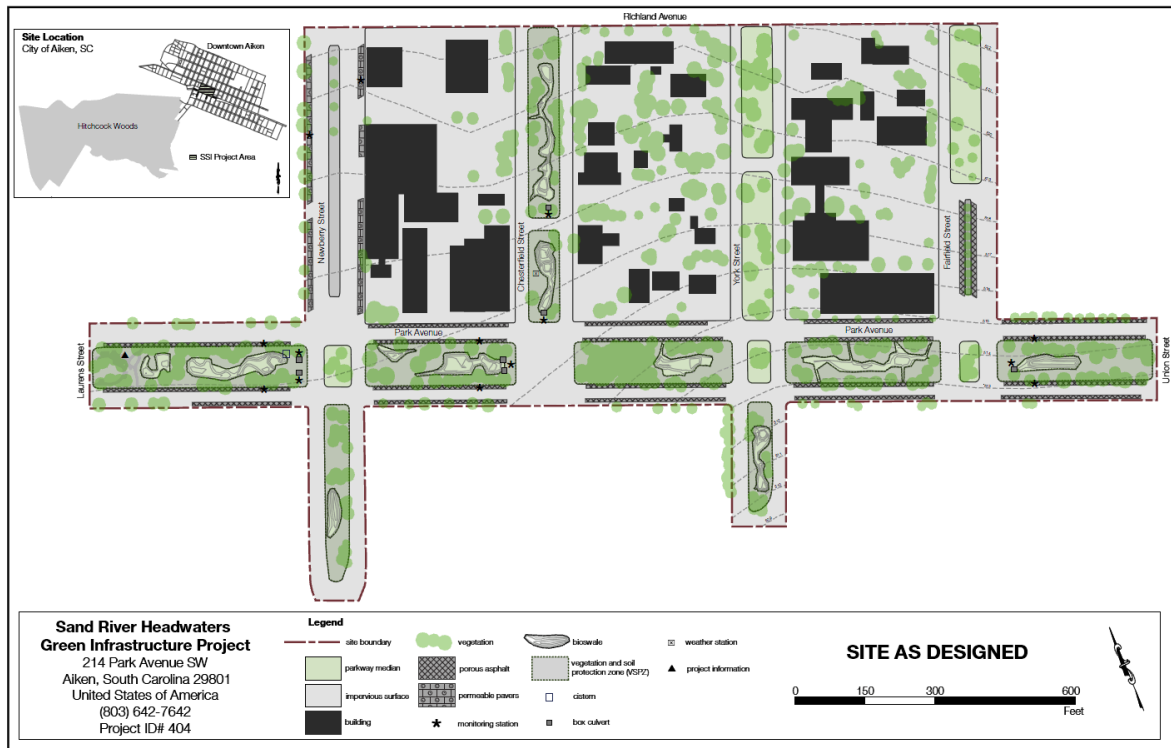 Richland Avenue
Site Location
City of Aiken, SC
Downtown Aiken
Hitchcock Woods
SSI Project Area
Newberry Street
Chesterfield Street
York Street
Fairfield Street
Park Avenue
Park Avenue
Laurens Street
Union Street
Sand River Headwaters
Green Infrastructure Project
214 Park Avenue SW
Aiken, South Carolina 29801
United States of America
(803) 642-7642
Project ID# 404
Legend
site boundary
vegetation
bioswale
weather station
parkway median
porous asphalt
vegetation and soil
protection zone (VSPZ)
project information
impervious surface
permeable pavers
cistern
building
monitoring station
box culvert
SITE AS DESIGNED
0 150 300 600
Feet